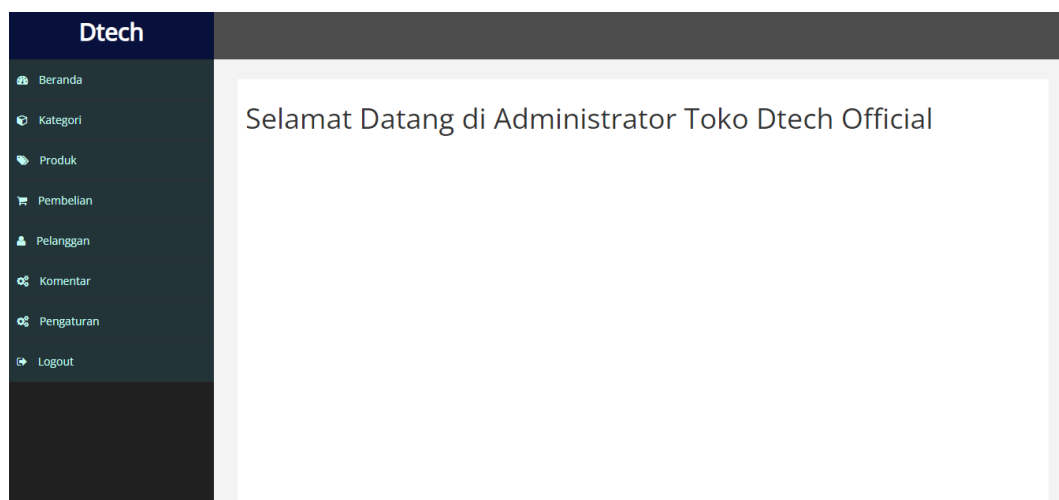 Dtech
Beranda
Kategori
Produk
Pembelian
Pelanggan
Komentar
Pengaturan
Logout
Selamat Datang di Administrator Toko Dtech Official